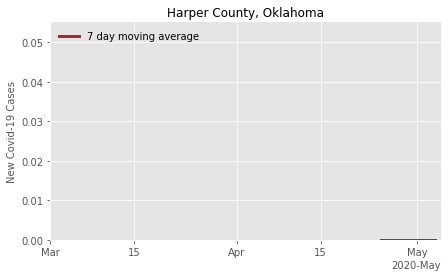 Harper County, Oklahoma
7 day moving average
New Covid-19 Cases
0.05
0.04
0.03
0.02
0.01
0.00
Mar 15 Apr 15 May
2020-May